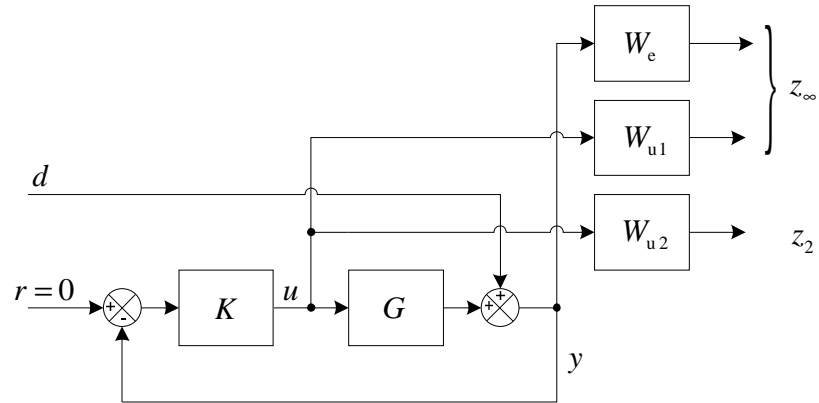 W_e
z_∞
W_u1
d
W_u2
z_2
r = 0
+
-
K
u
G
+
+
y